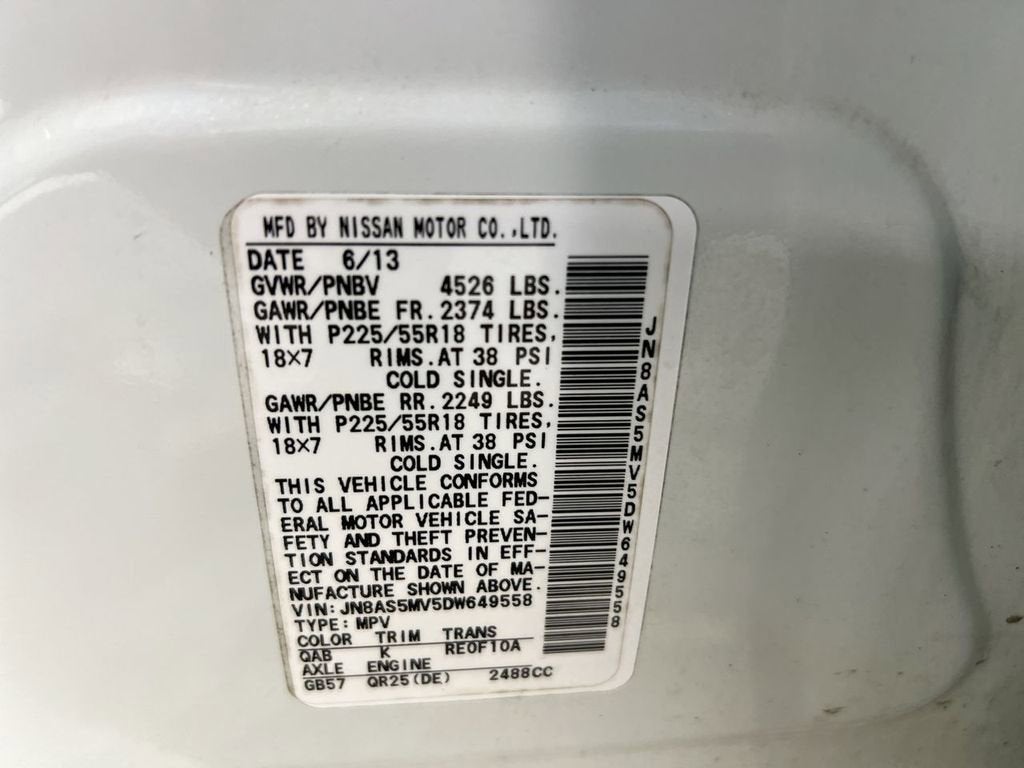 MFD BY NISSAN MOTOR CO.,LTD.
DATE 6/13
GVWR/PNBV 4526 LBS.
GAWR/PNBE FR. 2374 LBS.
WITH P225/55R18 TIRES,
18×7 RIMS. AT 38 PSI
COLD SINGLE.
GAWR/PNBE RR. 2249 LBS.
WITH P225/55R18 TIRES,
18×7 RIMS. AT 38 PSI
COLD SINGLE.
THIS VEHICLE CONFORMS
TO ALL APPLICABLE FED-
ERAL MOTOR VEHICLE SA-
FETY AND THEFT PREVEN-
TION STANDARDS IN EFF-
ECT ON THE DATE OF MA-
NUFACTURE SHOWN ABOVE.
VIN: JN8AS5MV5DW649558
TYPE: MPV
COLOR TRIM TRANS
QAB K RE0F10A
AXLE ENGINE
GB57 QR25(DE) 2488CC
JN8AS5MV5DW649558